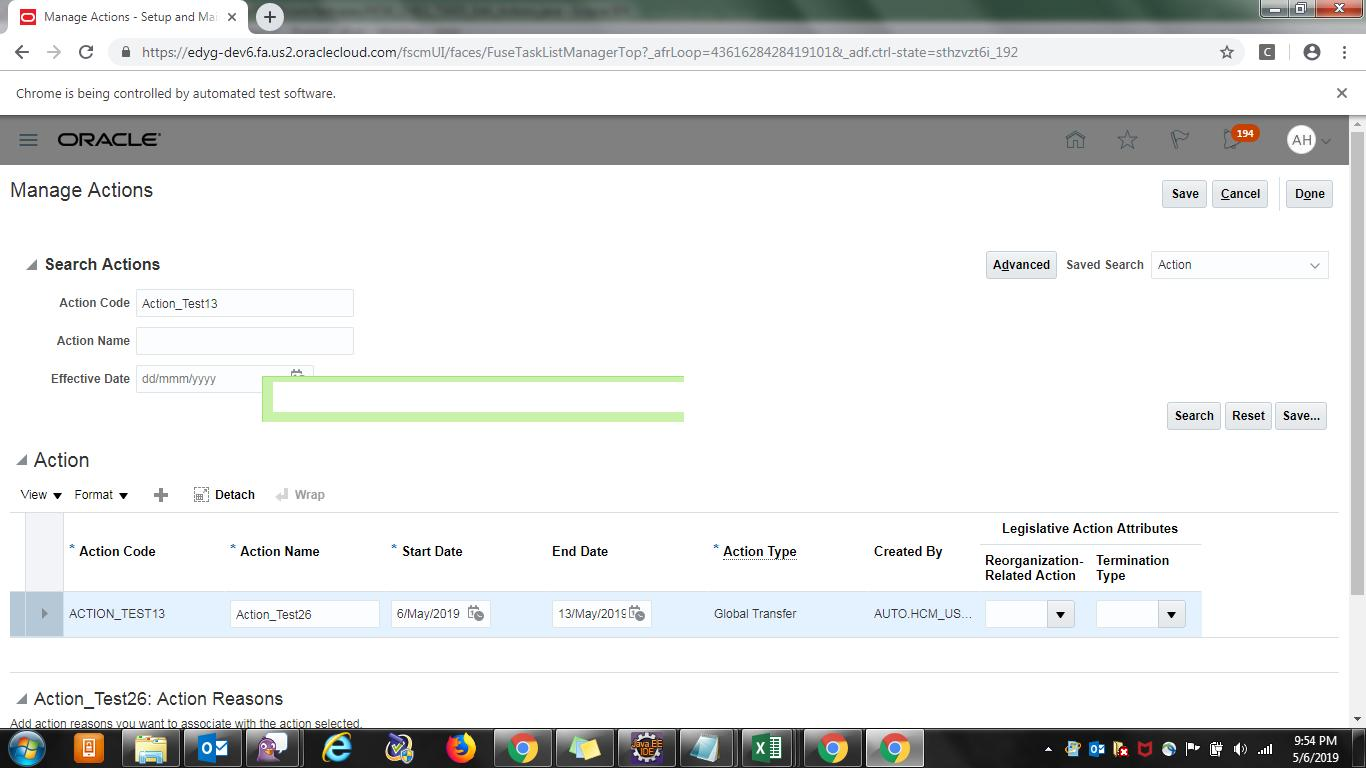 Manage Actions - Setup and Mai
https://edyg-dev6.fa.us2.oraclecloud.com/fscmUI/faces/FuseTaskListManagerTop?_afrLoop=43616284284191018&_adf.ctrl-state=sthzvzt6i_192
C
Chrome is being controlled by automated test software.
ORACLE
194
AH
Manage Actions
Save
Cancel
Done
Search Actions
Advanced
Saved Search
Action
Action Code
Action_Test13
Action Name
Effective Date
dd/mmm/yyyy
Search
Reset
Save...
Action
View
Format
Detach
Wrap
Legislative Action Attributes
* Action Code
* Action Name
* Start Date
End Date
* Action Type
Created By
Reorganization-
Related Action
Termination
Type
ACTION_TEST13
Action_Test26
6/May/2019
13/May/2019
Global Transfer
AUTO.HCM_US...
Action_Test26: Action Reasons
Add action reasons you want to associate with the action selected.
Java EE
IDE
9:54 PM
5/6/2019